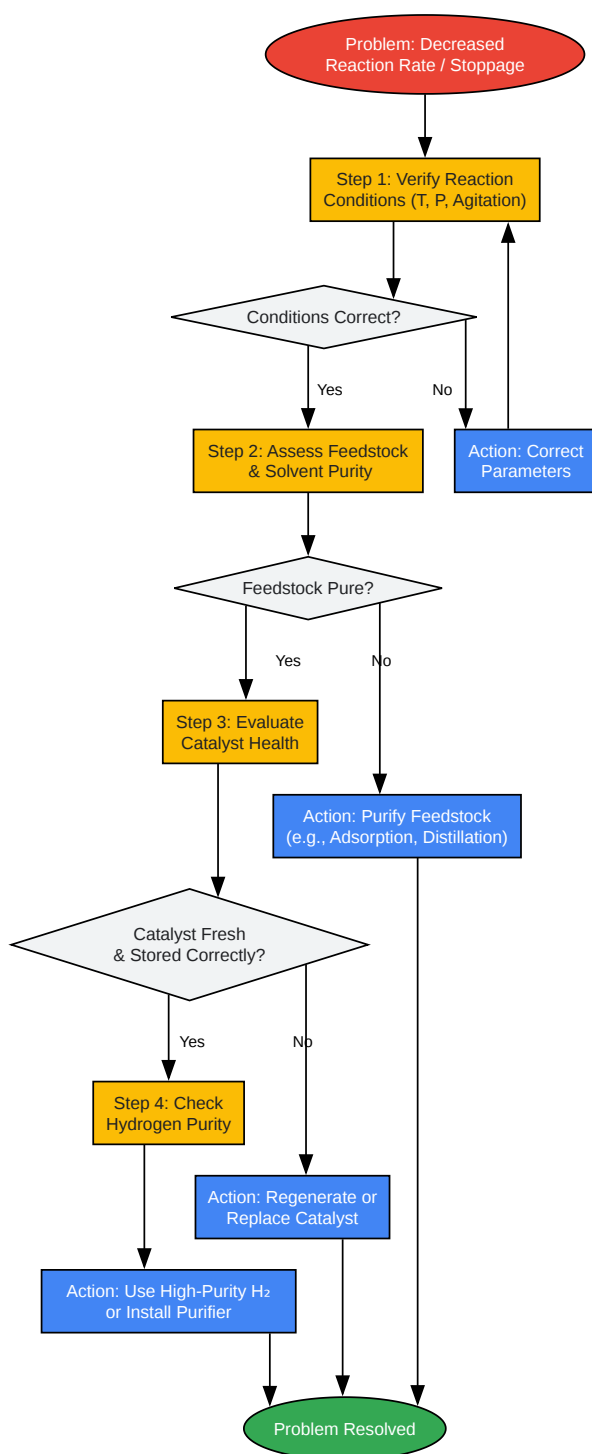 Problem: Decreased
Reaction Rate / Stoppage
Step 1: Verify Reaction
Conditions (T, P, Agitation)
Conditions Correct?
Yes
No
Step 2: Assess Feedstock
& Solvent Purity
Action: Correct
Parameters
Feedstock Pure?
Yes
No
Step 3: Evaluate
Catalyst Health
Action: Purify Feedstock
(e.g., Adsorption, Distillation)
Catalyst Fresh
& Stored Correctly?
Yes
No
Step 4: Check
Hydrogen Purity
Action: Regenerate or
Replace Catalyst
Action: Use High-Purity H₂
or Install Purifier
Problem Resolved